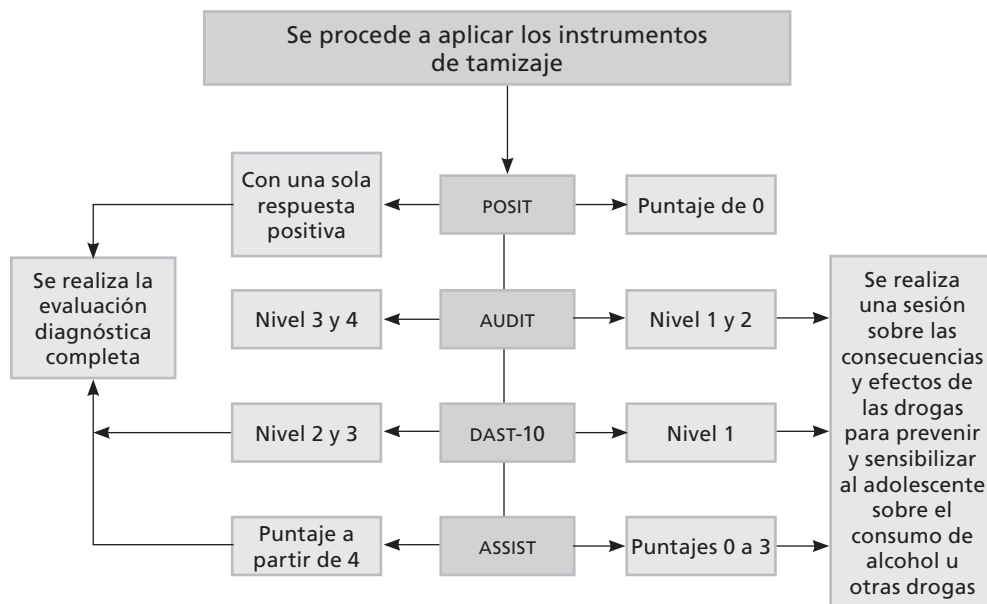 Se procede a aplicar los instrumentos
de tamizaje
Con una sola
respuesta
positiva
POSIT
Puntaje de 0
Se realiza la
evaluación
diagnóstica
completa
Nivel 3 y 4
AUDIT
Nivel 1 y 2
Se realiza
una sesión
sobre las
consecuencias
y efectos de
las drogas
para prevenir
y sensibilizar
al adolescente
sobre el
consumo de
alcohol u
otras drogas
Nivel 2 y 3
DAST-10
Nivel 1
Puntaje a
partir de 4
ASSIST
Puntajes 0 a 3